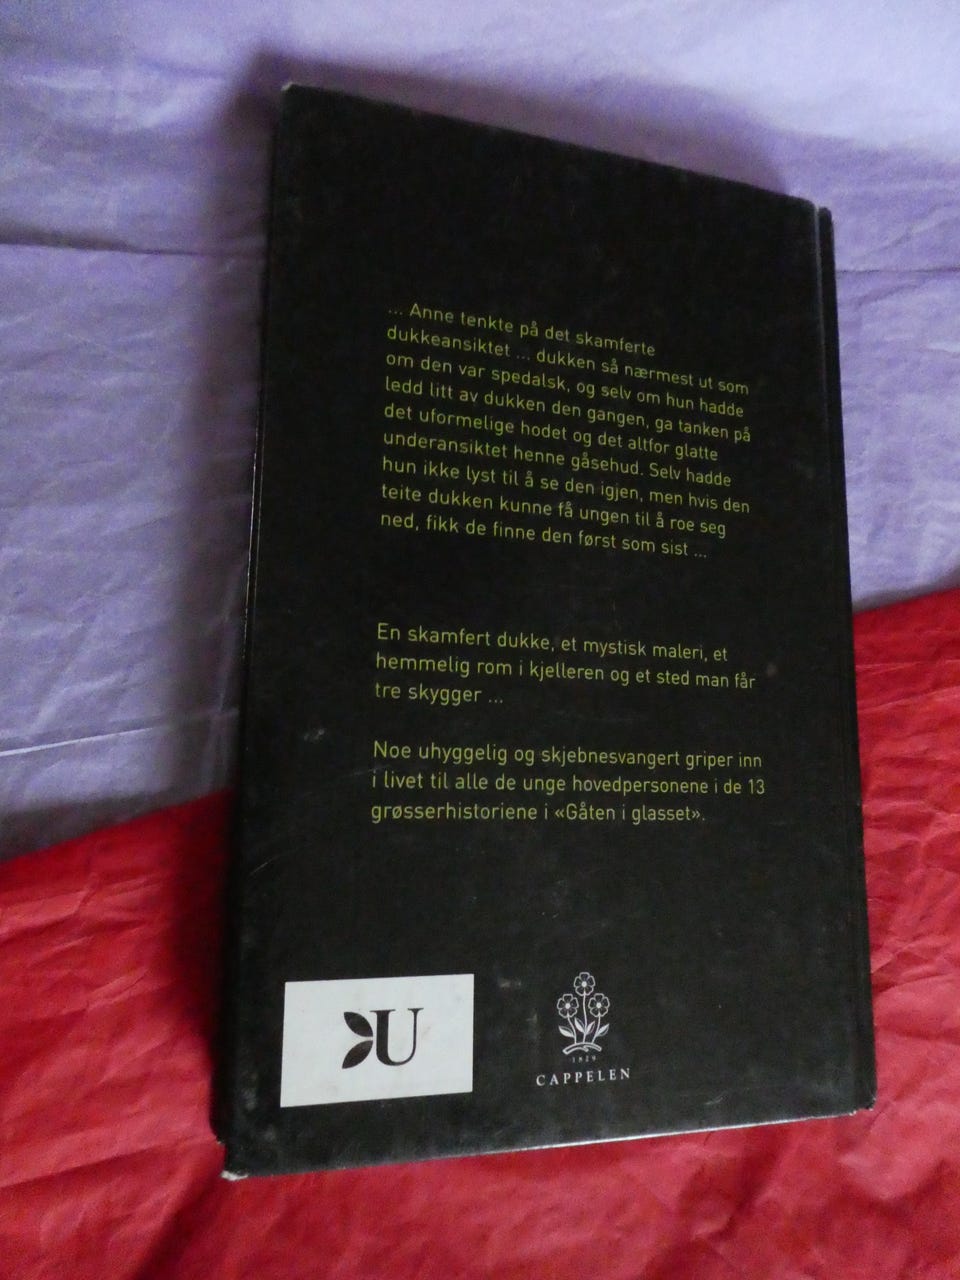 ... Anne tenkte på det skamferte
dukkeansiktet ... dukken så nærmest ut som
om den var spedalsk, og selv om hun hadde
ledd litt av dukken den gangen, ga tanken på
det uformelige hodet og det altfor glatte
underansiktet henne gåsehud. Selv hadde
hun ikke lyst til å se den igjen, men hvis den
teite dukken kunne få ungen til å roe seg
ned, fikk de finne den først som sist ...
En skamfert dukke, et mystisk maleri, et
hemmelig rom i kjelleren og et sted man får
tre skygger ...
Noe uhyggelig og skjebnesvangert griper inn
i livet til alle de unge hovedpersonene i de 13
grøsserhistoriene i «Gåten i glasset».
U
1829
CAPPELEN